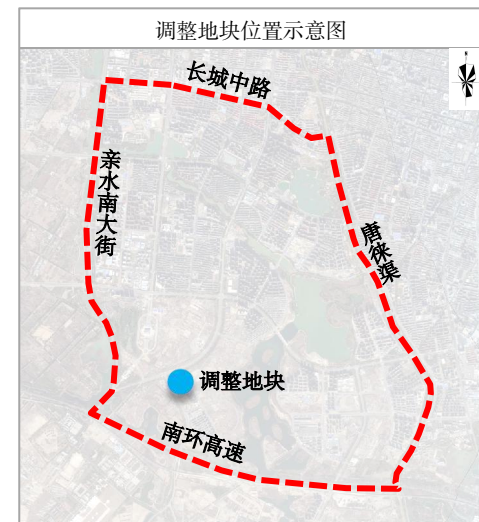 调整地块位置示意图
长城中路
亲水南大街
唐徕渠
调整地块
南环高速